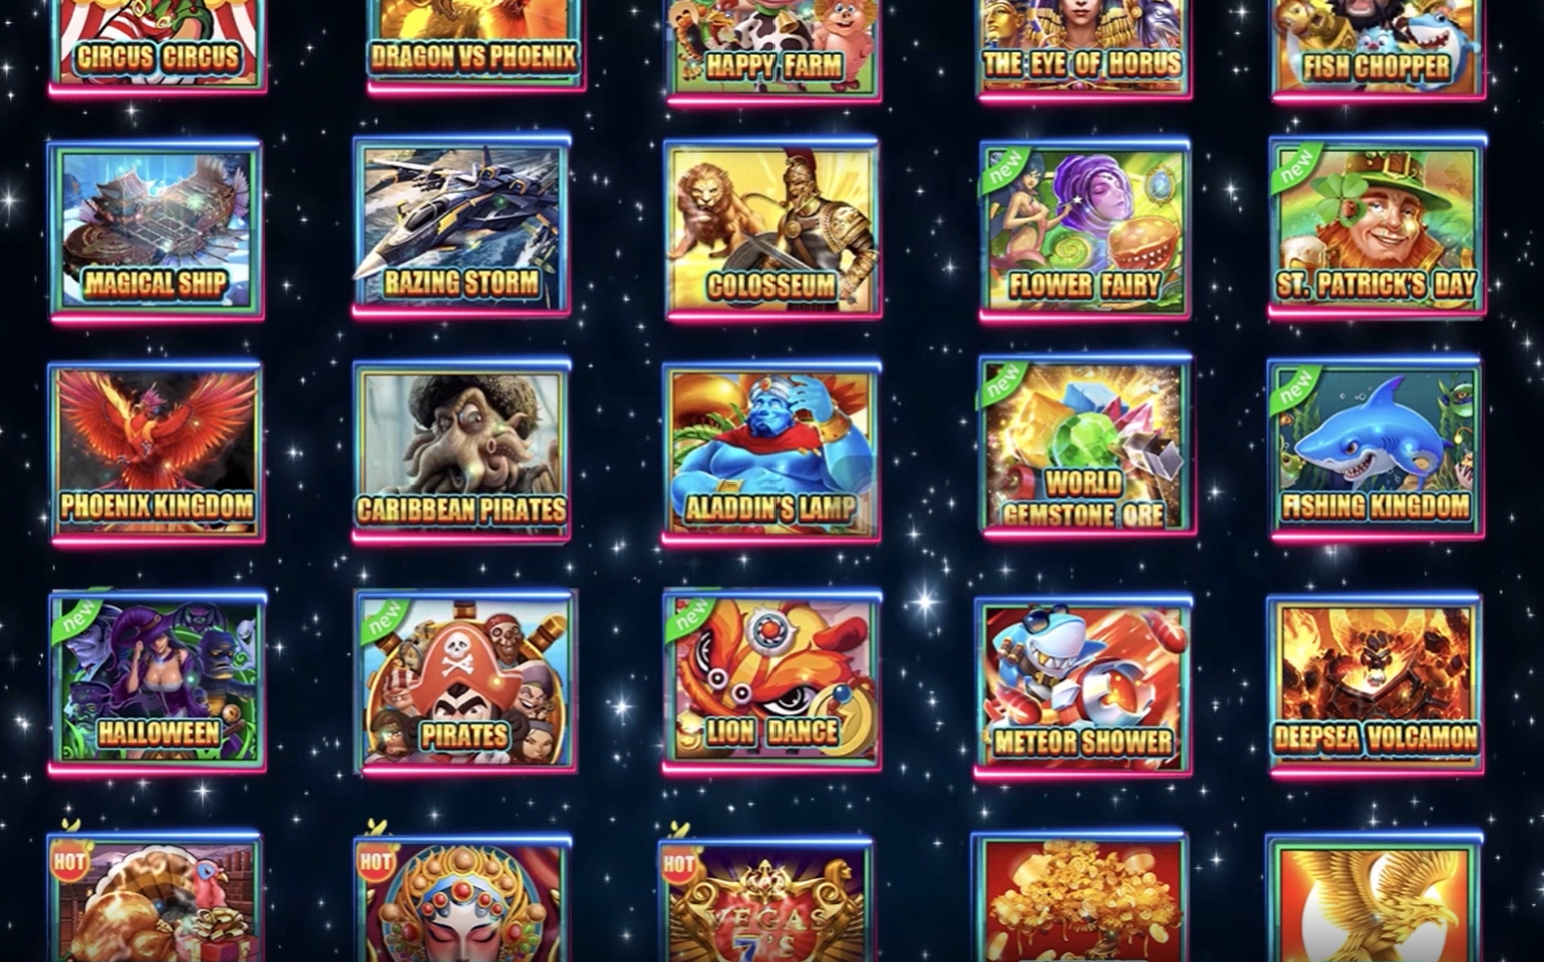 CIRCUS CIRCUS
DRAGON VS PHOENIX
HAPPY FARM
THE EYE OF HORUS
FISH CHOPPER
MAGICAL SHIP
RAZING STORM
COLOSSEUM
new
FLOWER FAIRY
new
ST. PATRICK'S DAY
PHOENIX KINGDOM
CARIBBEAN PIRATES
ALADDIN'S LAMP
new
WORLD
GEMSTONE ORE
new
FISHING KINGDOM
new
HALLOWEEN
new
PIRATES
new
LION DANCE
METEOR SHOWER
DEEPSEA VOLCAMON
HOT
HOT
HOT
VEGAS
7'S